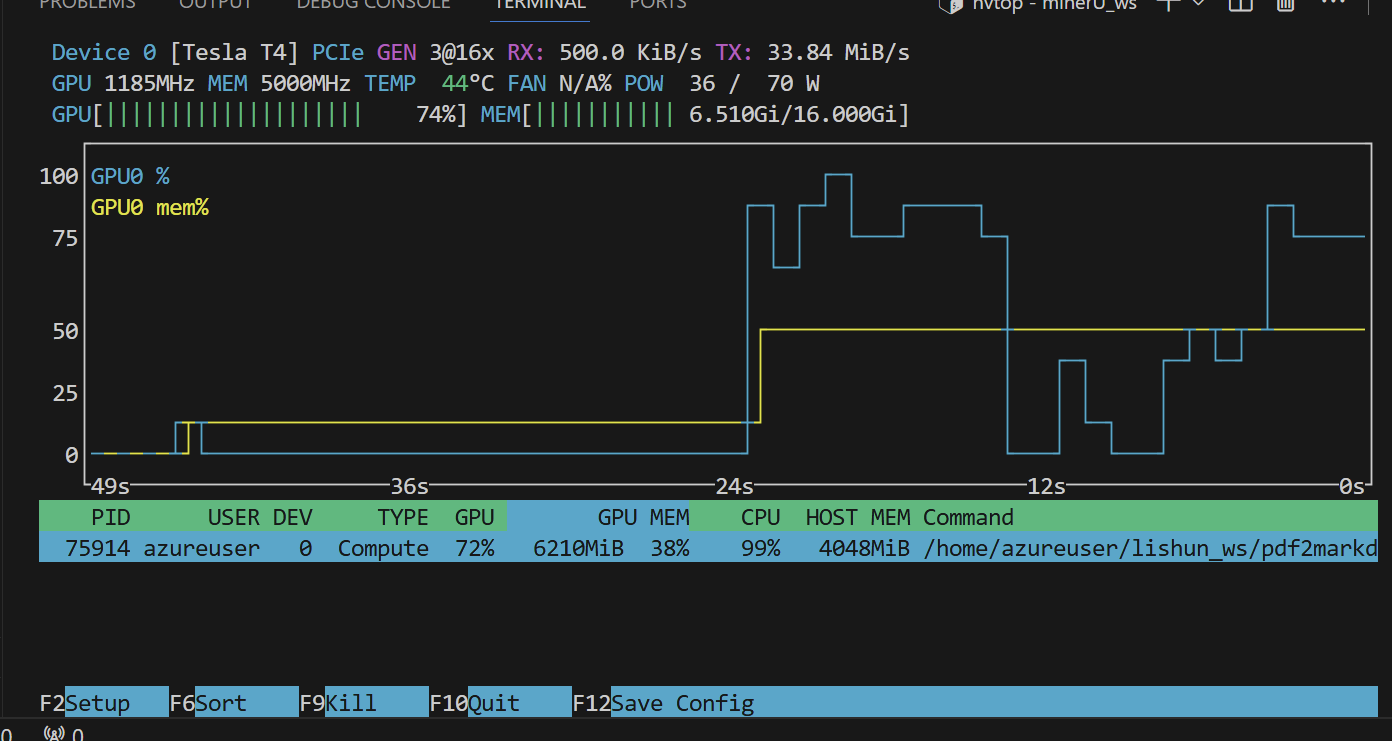 PROBLEMS OUTPUT DEBUG CONSOLE TERMINAL PORTS nvtop - minerU_ws
Device 0 [Tesla T4] PCIe GEN 3@16x RX: 500.0 KiB/s TX: 33.84 MiB/s
GPU 1185MHz MEM 5000MHz TEMP 44°C FAN N/A% POW 36 / 70 W
GPU[|||||||||||||||||||| 74%] MEM[||||||||||| 6.510Gi/16.000Gi]
100 GPU0 %
GPU0 mem%
75
50
25
0
49s 36s 24s 12s 0s
PID USER DEV TYPE GPU GPU MEM CPU HOST MEM Command
75914 azureuser 0 Compute 72% 6210MiB 38% 99% 4048MiB /home/azureuser/lishun_ws/pdf2markd
F2Setup F6Sort F9Kill F10Quit F12Save Config
0 0